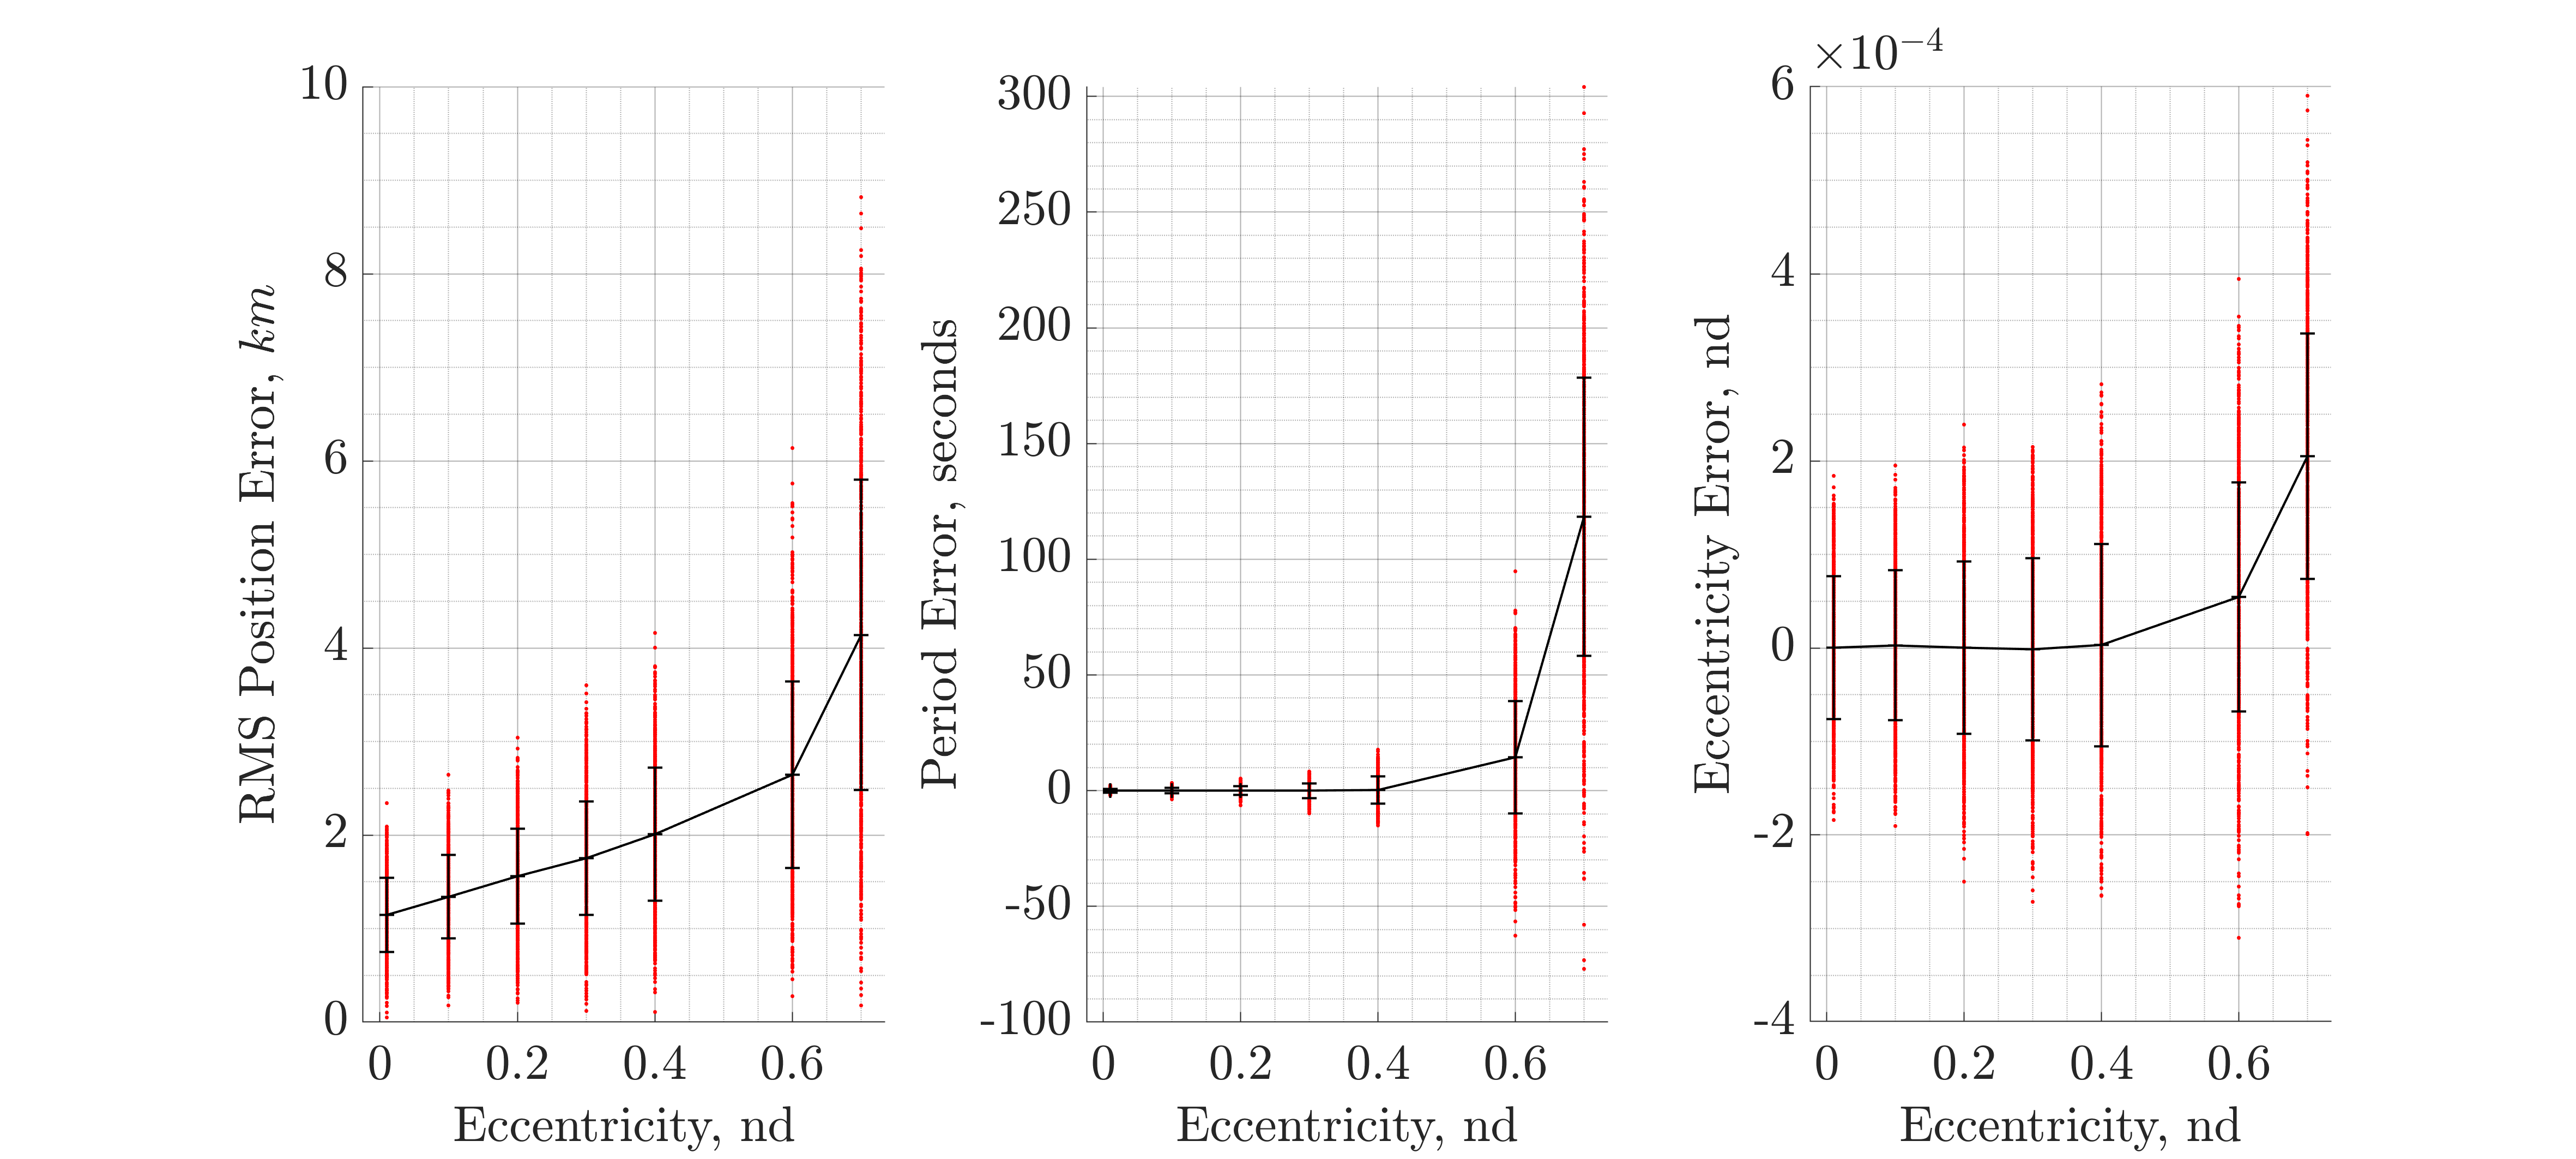 RMS Position Error, km
10
8
6
4
2
0
0 0.2 0.4 0.6
Eccentricity, nd
Period Error, seconds
300
250
200
150
100
50
0
-50
-100
0 0.2 0.4 0.6
Eccentricity, nd
×10⁻⁴
Eccentricity Error, nd
6
4
2
0
-2
-4
0 0.2 0.4 0.6
Eccentricity, nd